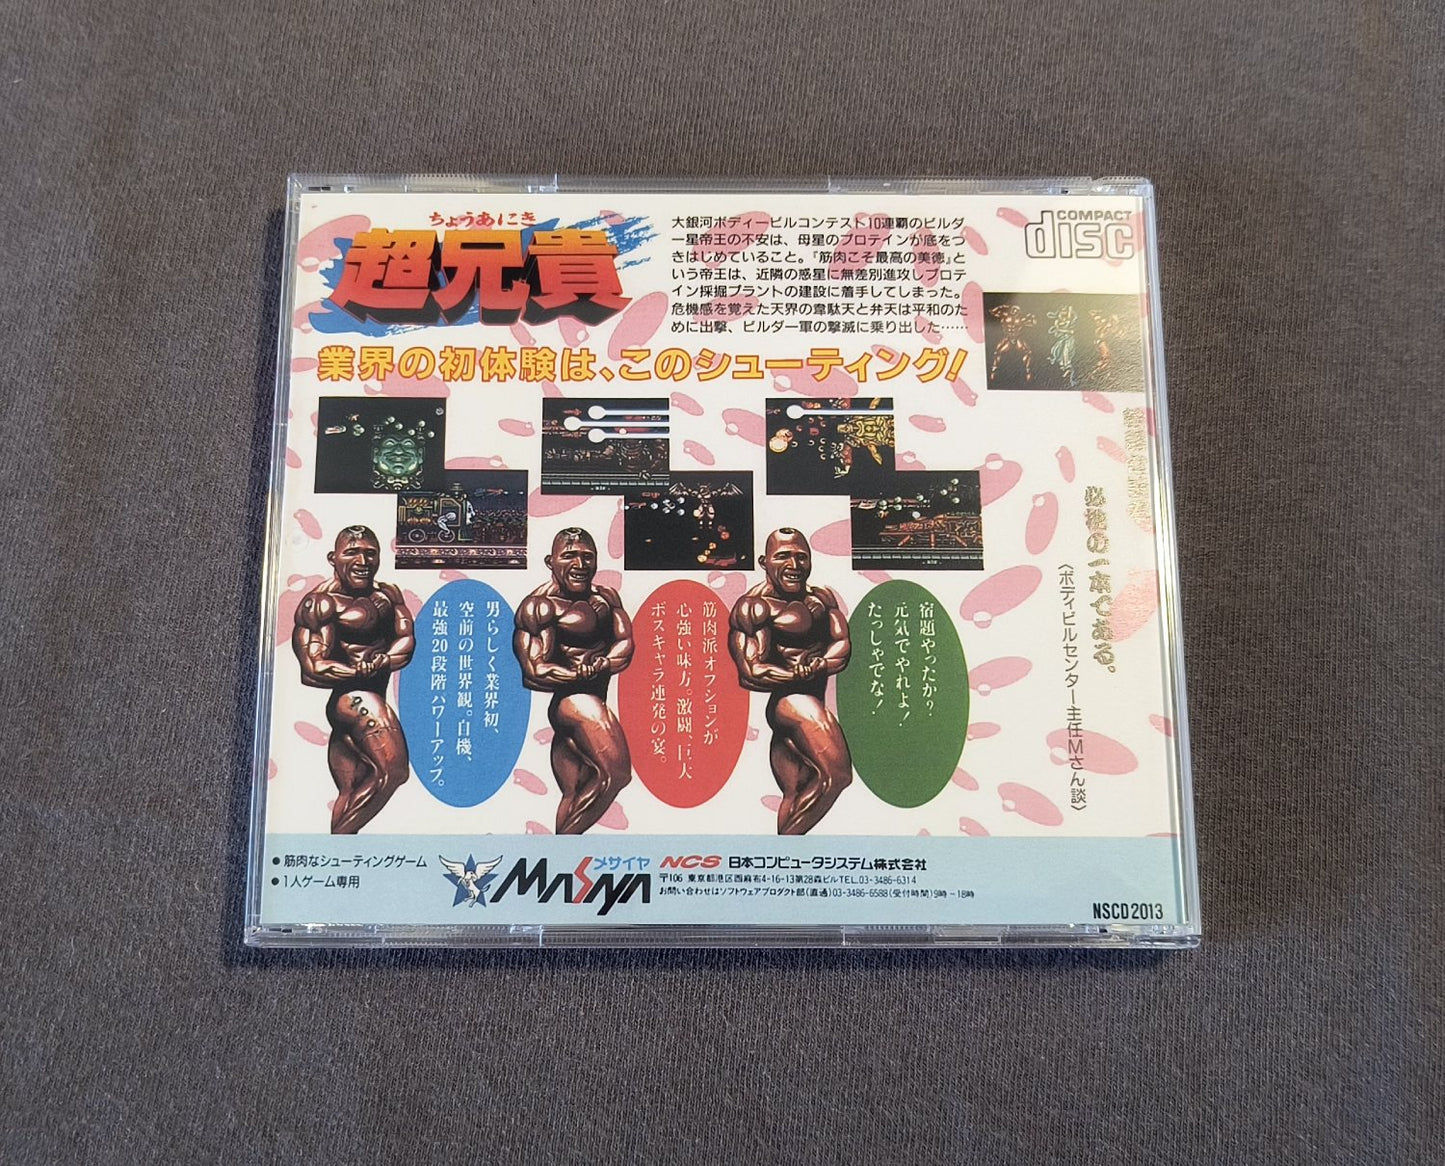 ちょうあにき
超兄貴
大銀河ボディービルコンテスト10連覇のビルダ
ー星帝王の不安は、母星のプロテインが底をつ
きはじめていること。『筋肉こそ最高の美徳』と
いう帝王は、近隣の惑星に無差別進攻しプロテ
イン採掘プラントの建設に着手してしまった。
危機感を覚えた天界の韋駄天と弁天は平和のた
めに出撃、ビルダー軍の撃滅に乗り出した……
COMPACT
disc
業界の初体験は、このシューティング!
必携の一本である。
〈ボディビルセンター主任Mさん談〉
男らしく業界初、
空前の世界観。自機、
最強20段階パワーアップ。
筋肉派オプションが
心強い味方。激闘、巨大
ボスキャラ連発の宴。
宿題やったか?
元気でやれよ!
たっしゃでな!
●筋肉なシューティングゲーム
●1人ゲーム専用
メサイヤ
MASAYA
NCS 日本コンピュータシステム株式会社
〒106 東京都港区西麻布4-16-13第28森ビルTEL.03-3486-6314
お問い合わせはソフトウェアプロダクト部(直通)03-3486-6588(受付時間)9時-18時
NSCD2013